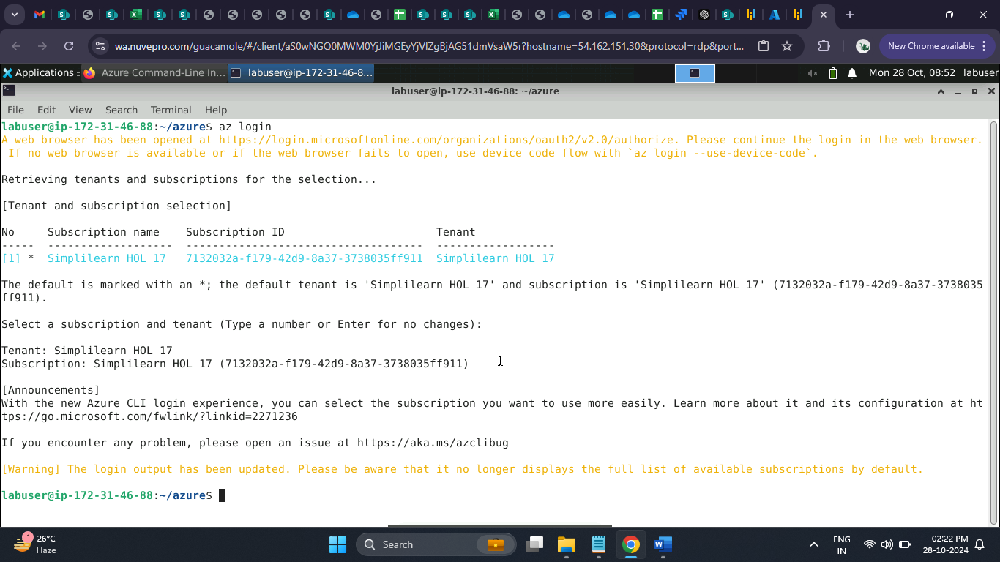 wa.nuvepro.com/guacamole/#/client/aS0wNGQ0MWM0YjJiMGEyYjVlZgBjAG51dmVsaW5r?hostname=54.162.151.30&protocol=rdp&port...
New Chrome available
Applications
Azure Command-Line In...
labuser@ip-172-31-46-8...
Mon 28 Oct, 08:52
labuser
labuser@ip-172-31-46-88: ~/azure
File Edit View Search Terminal Help
labuser@ip-172-31-46-88:~/azure$ az login
A web browser has been opened at https://login.microsoftonline.com/organizations/oauth2/v2.0/authorize. Please continue the login in the web browser.
If no web browser is available or if the web browser fails to open, use device code flow with `az login --use-device-code`.
Retrieving tenants and subscriptions for the selection...
[Tenant and subscription selection]
No Subscription name Subscription ID Tenant
----- ------------------- ------------------------------------ ------------------
[1] * Simplilearn HOL 17 7132032a-f179-42d9-8a37-3738035ff911 Simplilearn HOL 17
The default is marked with an *; the default tenant is 'Simplilearn HOL 17' and subscription is 'Simplilearn HOL 17' (7132032a-f179-42d9-8a37-3738035
ff911).
Select a subscription and tenant (Type a number or Enter for no changes):
Tenant: Simplilearn HOL 17
Subscription: Simplilearn HOL 17 (7132032a-f179-42d9-8a37-3738035ff911)
[Announcements]
With the new Azure CLI login experience, you can select the subscription you want to use more easily. Learn more about it and its configuration at ht
tps://go.microsoft.com/fwlink/?linkid=2271236
If you encounter any problem, please open an issue at https://aka.ms/azclibug
[Warning] The login output has been updated. Please be aware that it no longer displays the full list of available subscriptions by default.
labuser@ip-172-31-46-88:~/azure$
1
26°C
Haze
Search
ENG
IN
02:22 PM
28-10-2024